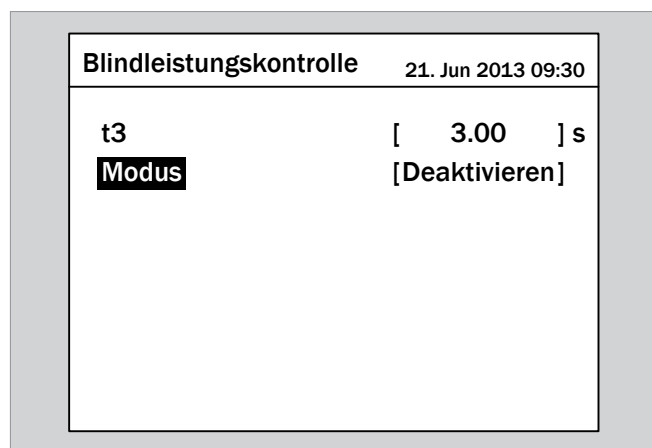 Blindleistungskontrolle 21. Jun 2013 09:30
t3 [ 3.00 ] s
Modus [Deaktivieren]